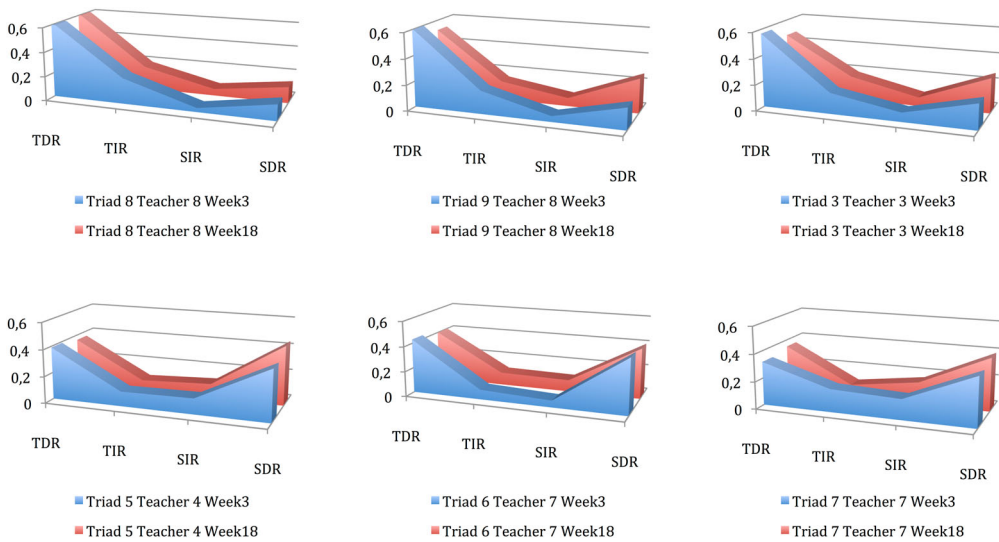 0,6
0,4
0,2
0
TDR
TIR
SIR
SDR
Triad 8 Teacher 8 Week3
Triad 8 Teacher 8 Week18
0,6
0,4
0,2
0
TDR
TIR
SIR
SDR
Triad 9 Teacher 8 Week3
Triad 9 Teacher 8 Week18
0,6
0,4
0,2
0
TDR
TIR
SIR
SDR
Triad 3 Teacher 3 Week3
Triad 3 Teacher 3 Week18
0,6
0,4
0,2
0
TDR
TIR
SIR
SDR
Triad 5 Teacher 4 Week3
Triad 5 Teacher 4 Week18
0,6
0,4
0,2
0
TDR
TIR
SIR
SDR
Triad 6 Teacher 7 Week3
Triad 6 Teacher 7 Week18
0,6
0,4
0,2
0
TDR
TIR
SIR
SDR
Triad 7 Teacher 7 Week3
Triad 7 Teacher 7 Week18